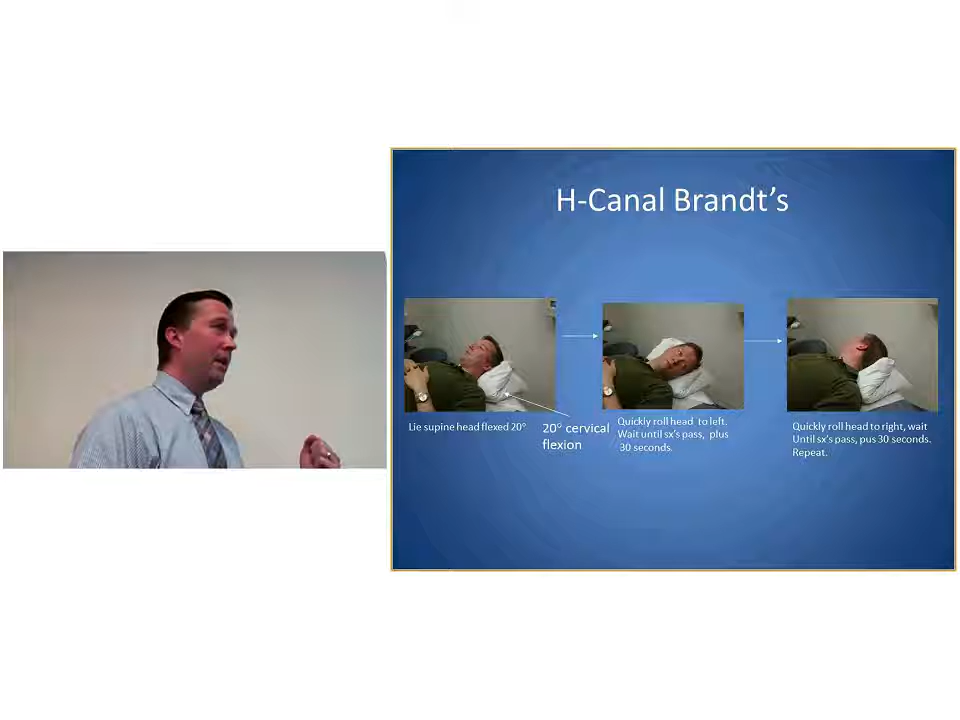 H-Canal Brandt's
Lie supine head flexed 20°
20° cervical
flexion
Quickly roll head to left.
Wait until sx's pass, plus
30 seconds.
Quickly roll head to right, wait
Until sx's pass, pus 30 seconds.
Repeat.